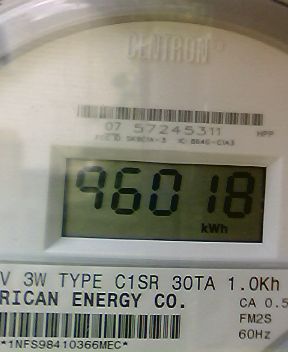 CENTRON®
07 57245311 HPP
96018
kWh
V 3W TYPE C1SR 30TA 1.0Kh
RICAN ENERGY CO.
CA 0.5
FM2S
60Hz
*1NFS98410366MEC*